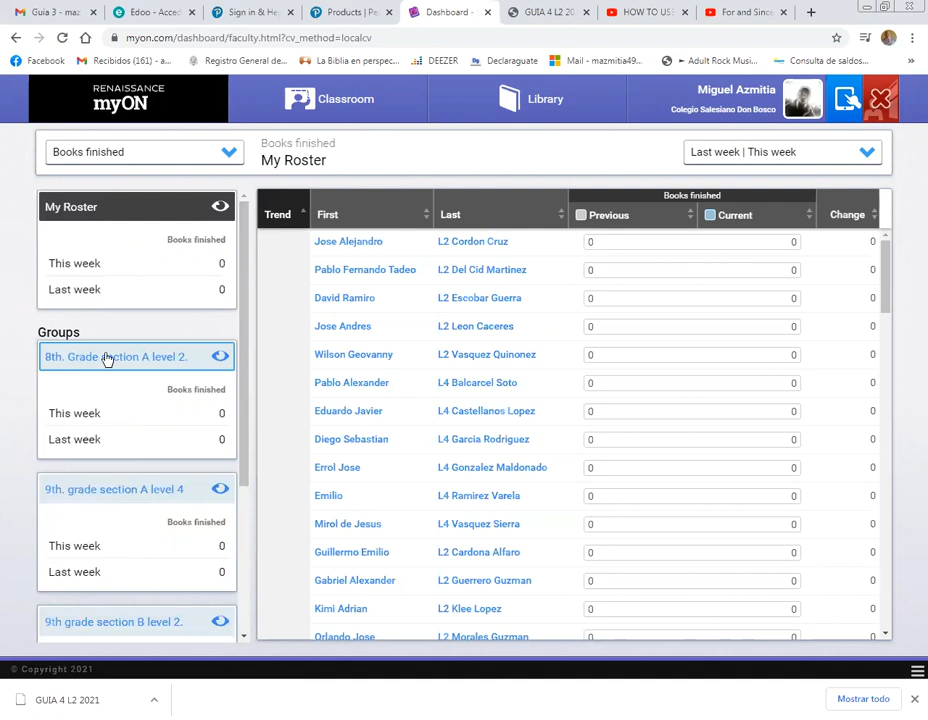 Guia 3 - maz
Edoo - Acced
Sign in & He
Products | Pe
Dashboard -
GUIA 4 L2 20
HOW TO USE
For and Since
myon.com/dashboard/faculty.html?cv_method=localcv
Facebook
Recibidos (161) - a...
Registro General de...
La Biblia en perspec...
DEEZER
Declaraguate
Mail - mazmitia49...
► Adult Rock Musi...
Consulta de saldos...
»
RENAISSANCE
myON
Classroom
Library
Miguel Azmitia
Colegio Salesiano Don Bosco
Books finished
Books finished
My Roster
Last week | This week
My Roster
Books finished
This week 0
Last week 0
Groups
8th. Grade section A level 2.
Books finished
This week 0
Last week 0
9th. grade section A level 4
Books finished
This week 0
Last week 0
9th grade section B level 2.
Books finished
Trend First Last Previous Current Change
Jose Alejandro L2 Cordon Cruz 0 0 0
Pablo Fernando Tadeo L2 Del Cid Martinez 0 0 0
David Ramiro L2 Escobar Guerra 0 0 0
Jose Andres L2 Leon Caceres 0 0 0
Wilson Geovanny L2 Vasquez Quinonez 0 0 0
Pablo Alexander L4 Balcarcel Soto 0 0 0
Eduardo Javier L4 Castellanos Lopez 0 0 0
Diego Sebastian L4 Garcia Rodriguez 0 0 0
Errol Jose L4 Gonzalez Maldonado 0 0 0
Emilio L4 Ramirez Varela 0 0 0
Mirol de Jesus L4 Vasquez Sierra 0 0 0
Guillermo Emilio L2 Cardona Alfaro 0 0 0
Gabriel Alexander L2 Guerrero Guzman 0 0 0
Kimi Adrian L2 Klee Lopez 0 0 0
Orlando Jose L2 Morales Guzman 0 0 0
© Copyright 2021
GUIA 4 L2 2021
Mostrar todo